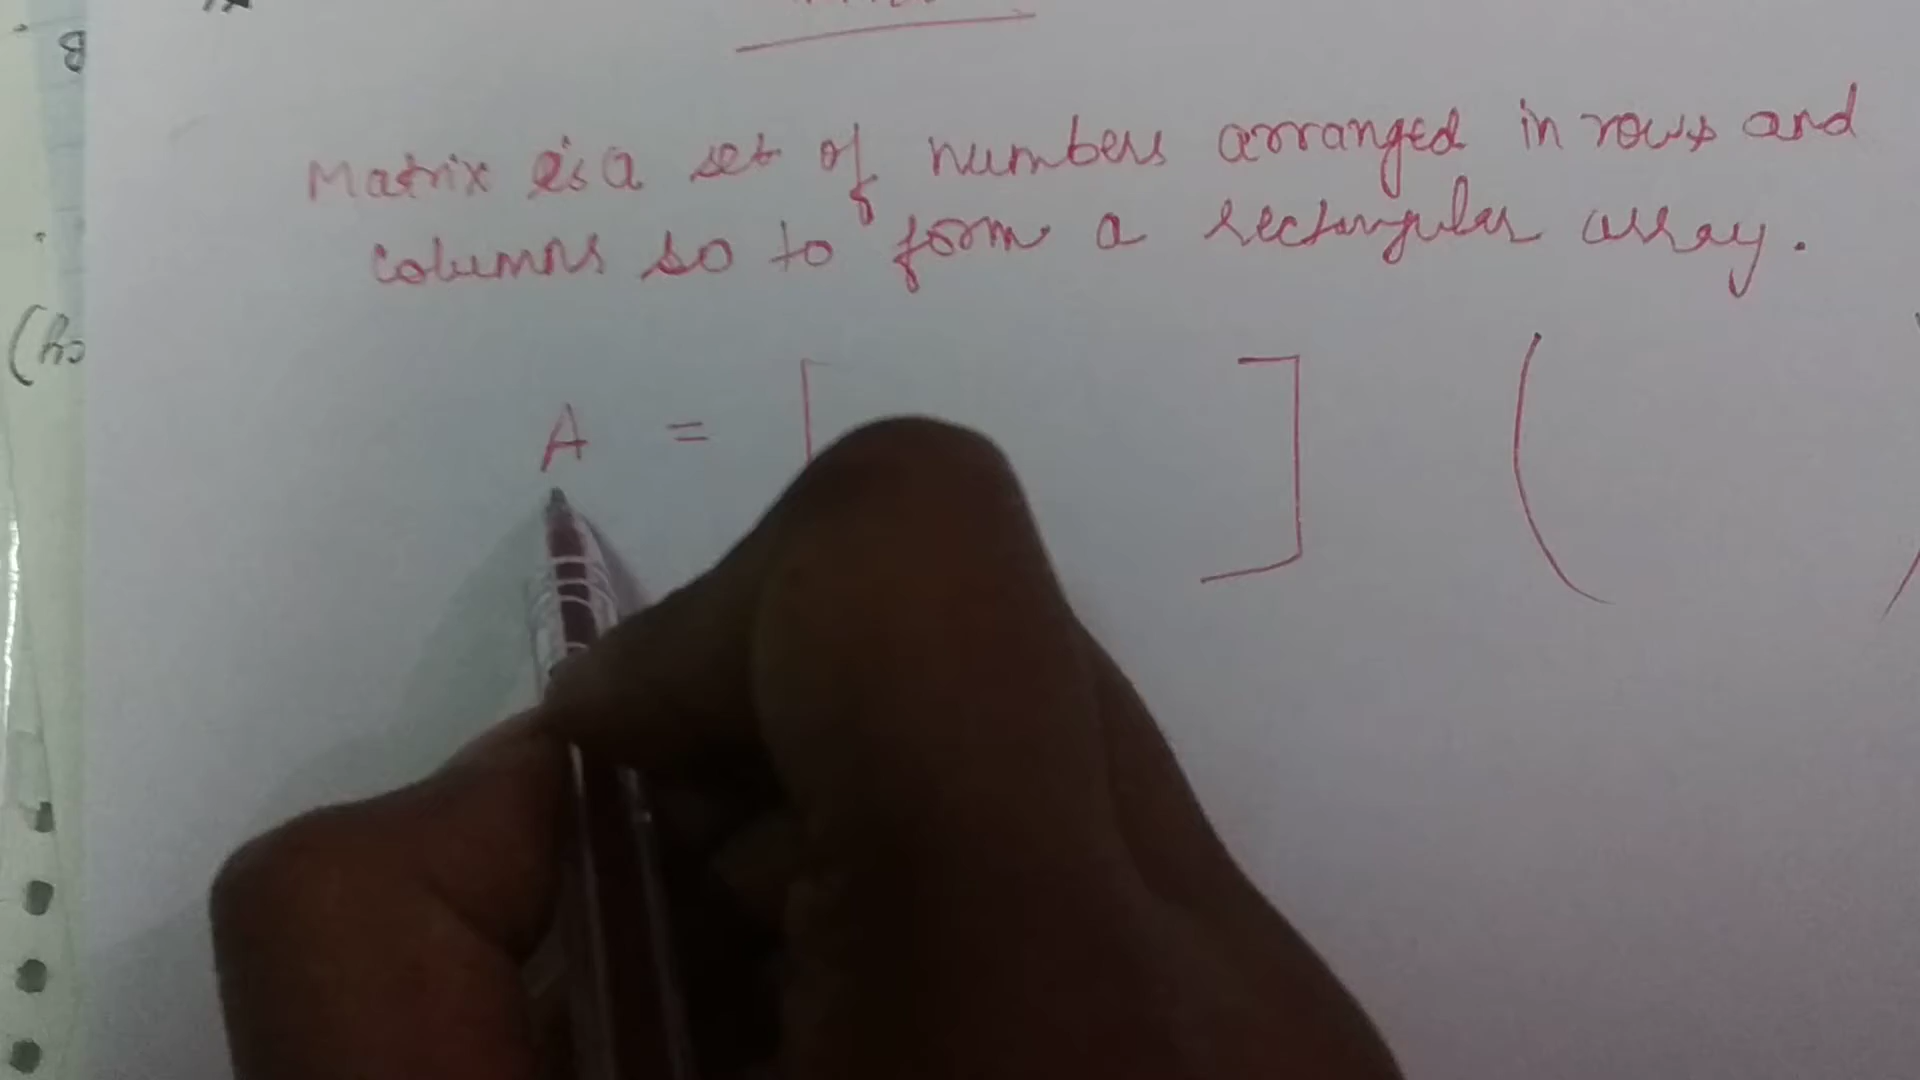 Matrix is a set of numbers arranged in rows and
columns so to form a rectangular array.
A = [ ] ( )